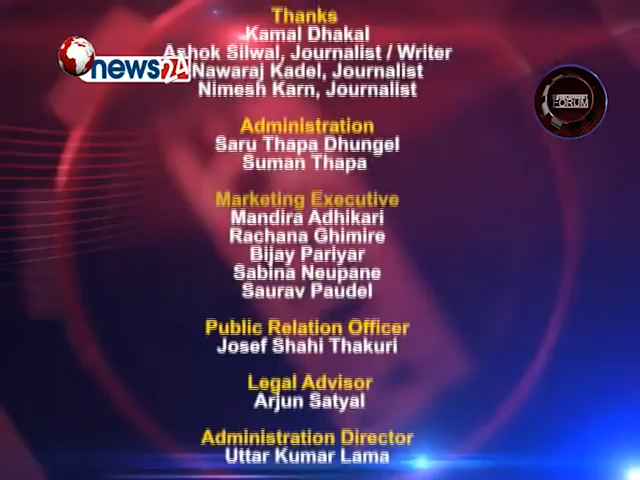 Thanks
Kamal Dhakal
Ashok Silwal, Journalist / Writer
Nawaraj Kadel, Journalist
Nimesh Karn, Journalist
news24
FORUM
Administration
Saru Thapa Dhungel
Suman Thapa
Marketing Executive
Mandira Adhikari
Rachana Ghimire
Bijay Pariyar
Sabina Neupane
Saurav Paudel
Public Relation Officer
Josef Shahi Thakuri
Legal Advisor
Arjun Satyal
Administration Director
Uttar Kumar Lama